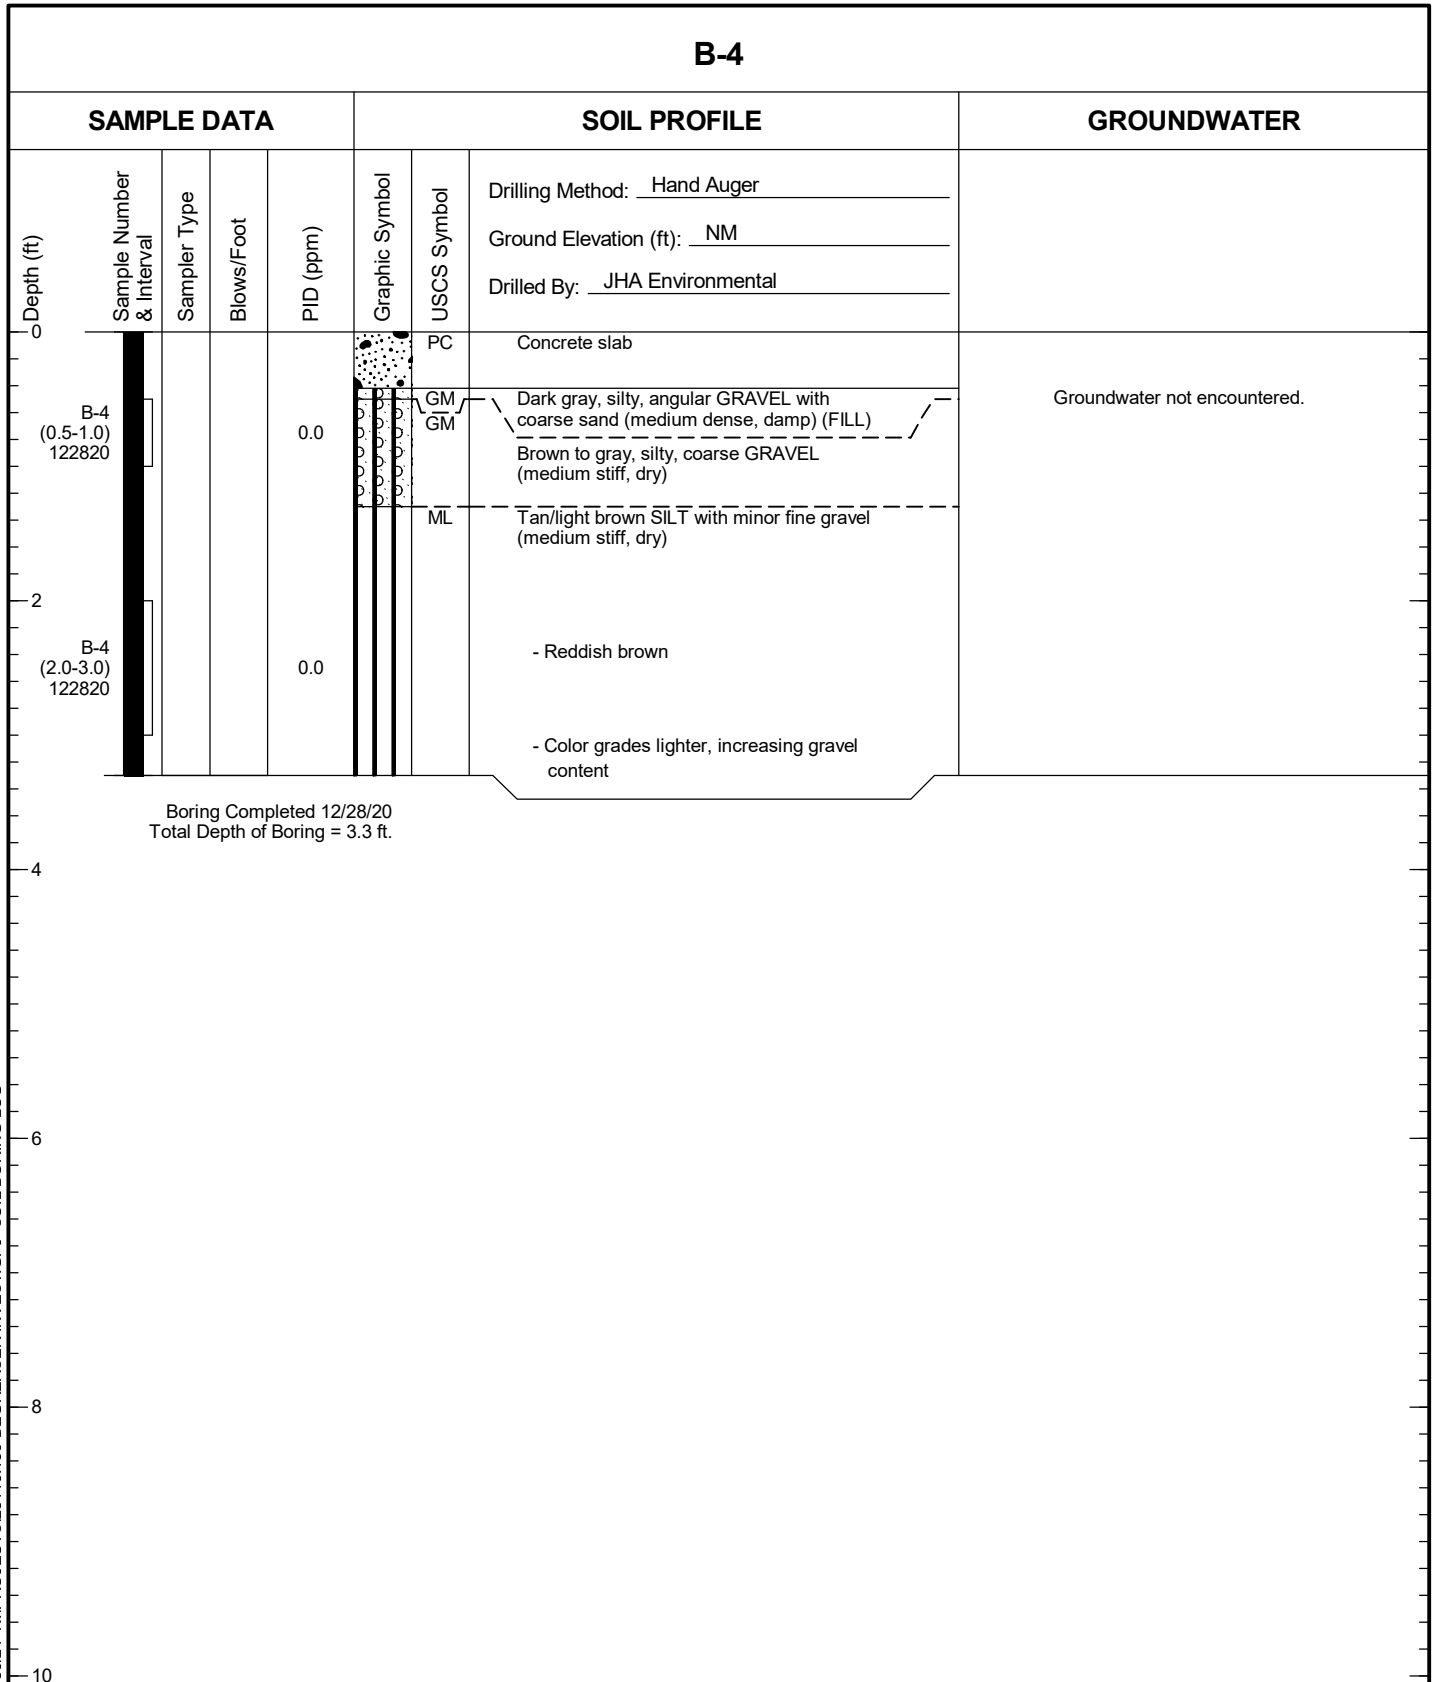 B-4
SAMPLE DATA
SOIL PROFILE
GROUNDWATER
Depth (ft)
Sample Number
& Interval
Sampler Type
Blows/Foot
PID (ppm)
Graphic Symbol
USCS Symbol
Drilling Method: Hand Auger
Ground Elevation (ft): NM
Drilled By: JHA Environmental
0
PC
Concrete slab
GM
Dark gray, silty, angular GRAVEL with
coarse sand (medium dense, damp) (FILL)
Groundwater not encountered.
B-4
(0.5-1.0)
122820
0.0
GM
Brown to gray, silty, coarse GRAVEL
(medium stiff, dry)
ML
Tan/light brown SILT with minor fine gravel
(medium stiff, dry)
2
B-4
(2.0-3.0)
122820
0.0
- Reddish brown
- Color grades lighter, increasing gravel
content
Boring Completed 12/28/20
Total Depth of Boring = 3.3 ft.
4
6
8
10